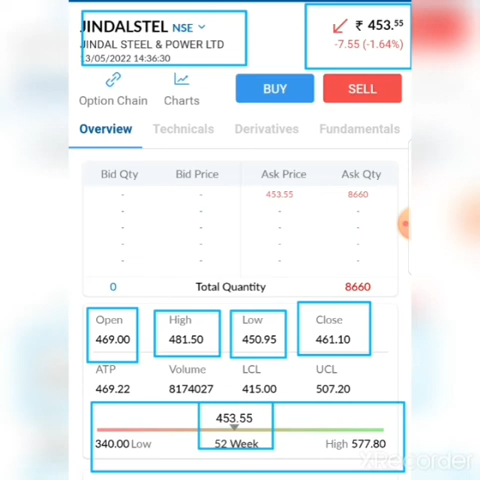 JINDALSTEL NSE
₹ 453.55
JINDAL STEEL & POWER LTD
-7.55 (-1.64%)
13/05/2022 14:36:30
Option Chain Charts BUY SELL
Overview Technicals Derivatives Fundamentals
Bid Qty Bid Price Ask Price Ask Qty
- - 453.55 8660
- - - -
- - - -
- - - -
- - - -
0 Total Quantity 8660
Open High Low Close
469.00 481.50 450.95 461.10
ATP Volume LCL UCL
469.22 8174027 415.00 507.20
453.55
340.00 Low 52 Week High 577.80
XRecorder